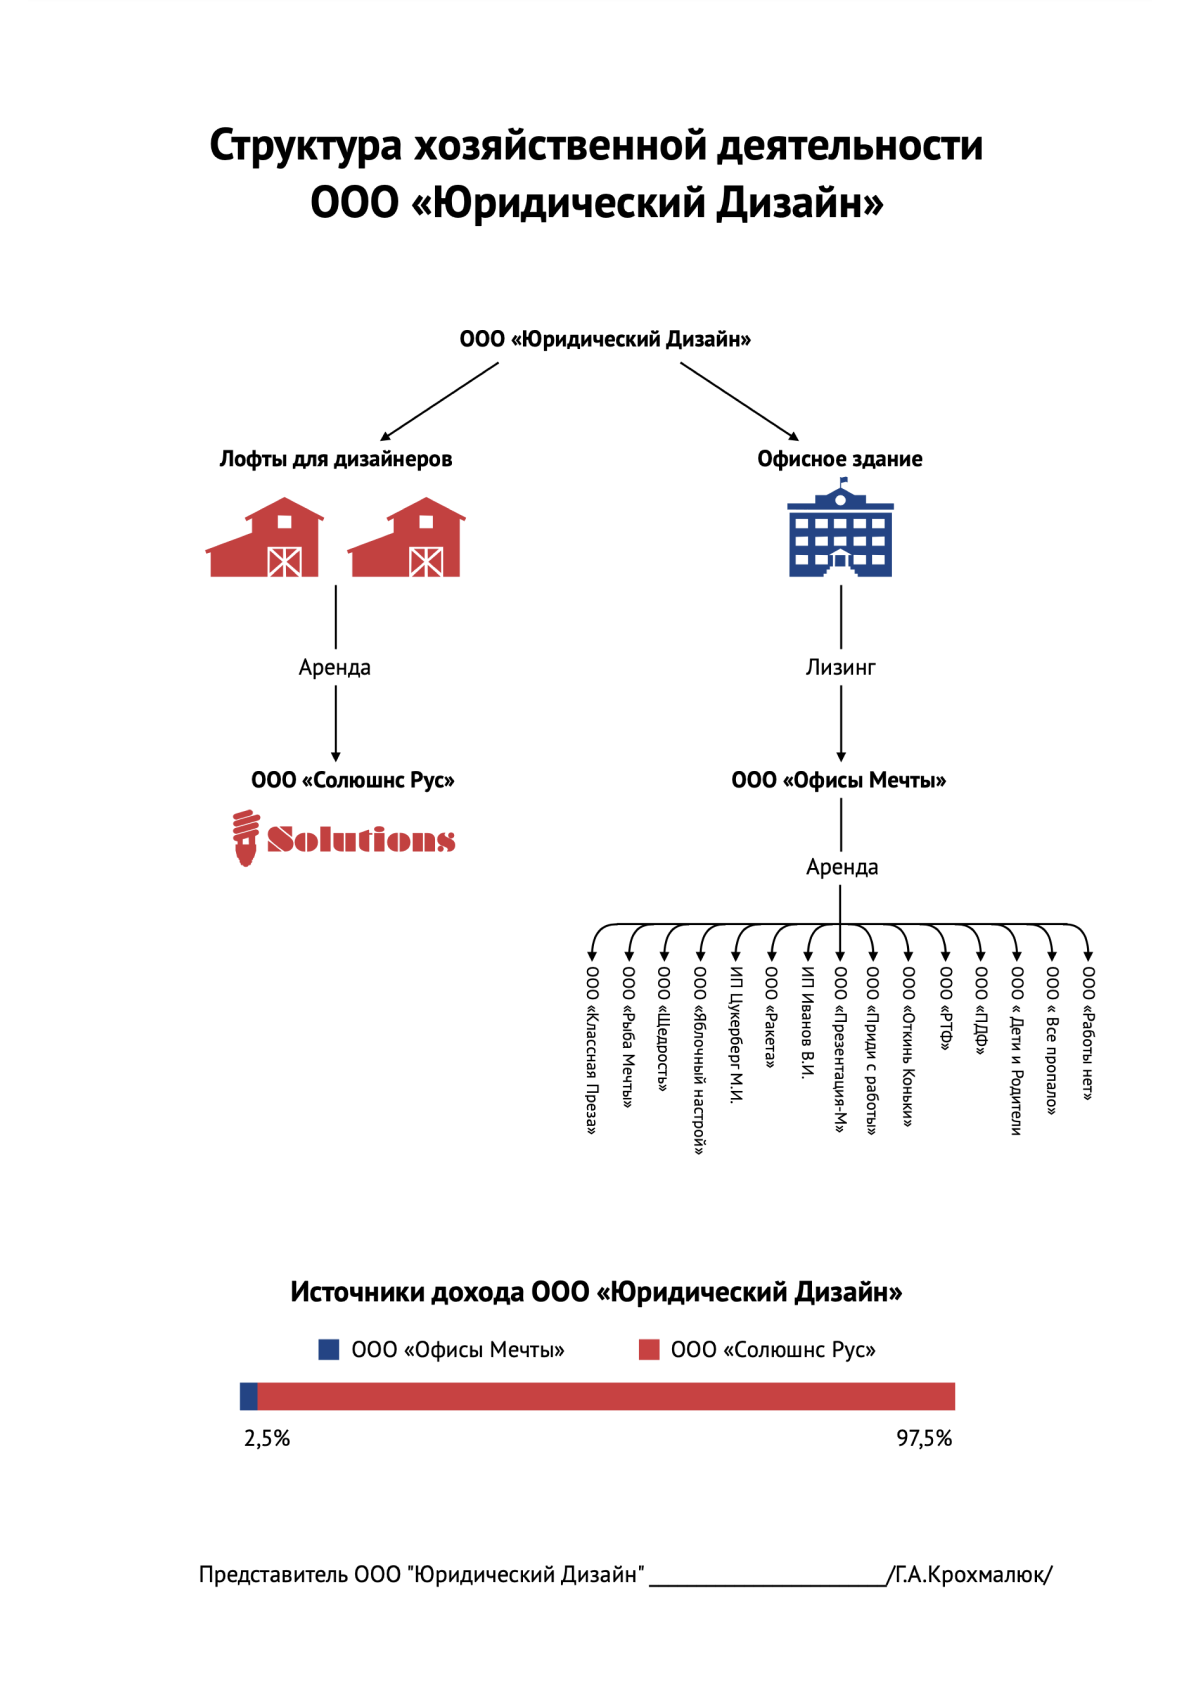 Структура хозяйственной деятельности
ООО «Юридический Дизайн»
ООО «Юридический Дизайн»
Лофты для дизайнеров
Офисное здание
Аренда
Лизинг
ООО «Солюшнс Рус»
ООО «Офисы Мечты»
Solutions
Аренда
ООО «Классная Преза»
ООО «Рыба Мечты»
ООО «Щедрость»
ООО «Яблочный настрой»
ИП Цукерберг М.И.
ООО «Ракета»
ИП Иванов В.И.
ООО «Презентация-М»
ООО «Приди с работы»
ООО «Откинь Коньки»
ООО «РТФ»
ООО «ПДФ»
ООО « Дети и Родители
ООО « Все пропало»
ООО «Работы нет»
Источники дохода ООО «Юридический Дизайн»
ООО «Офисы Мечты»
ООО «Солюшнс Рус»
2,5%
97,5%
Представитель ООО "Юридический Дизайн" ____________________/Г.А.Крохмалюк/